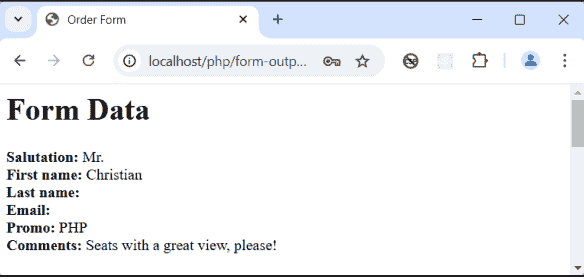 Order Form
localhost/php/form-outp...
Form Data
Salutation: Mr.
First name: Christian
Last name:
Email:
Promo: PHP
Comments: Seats with a great view, please!